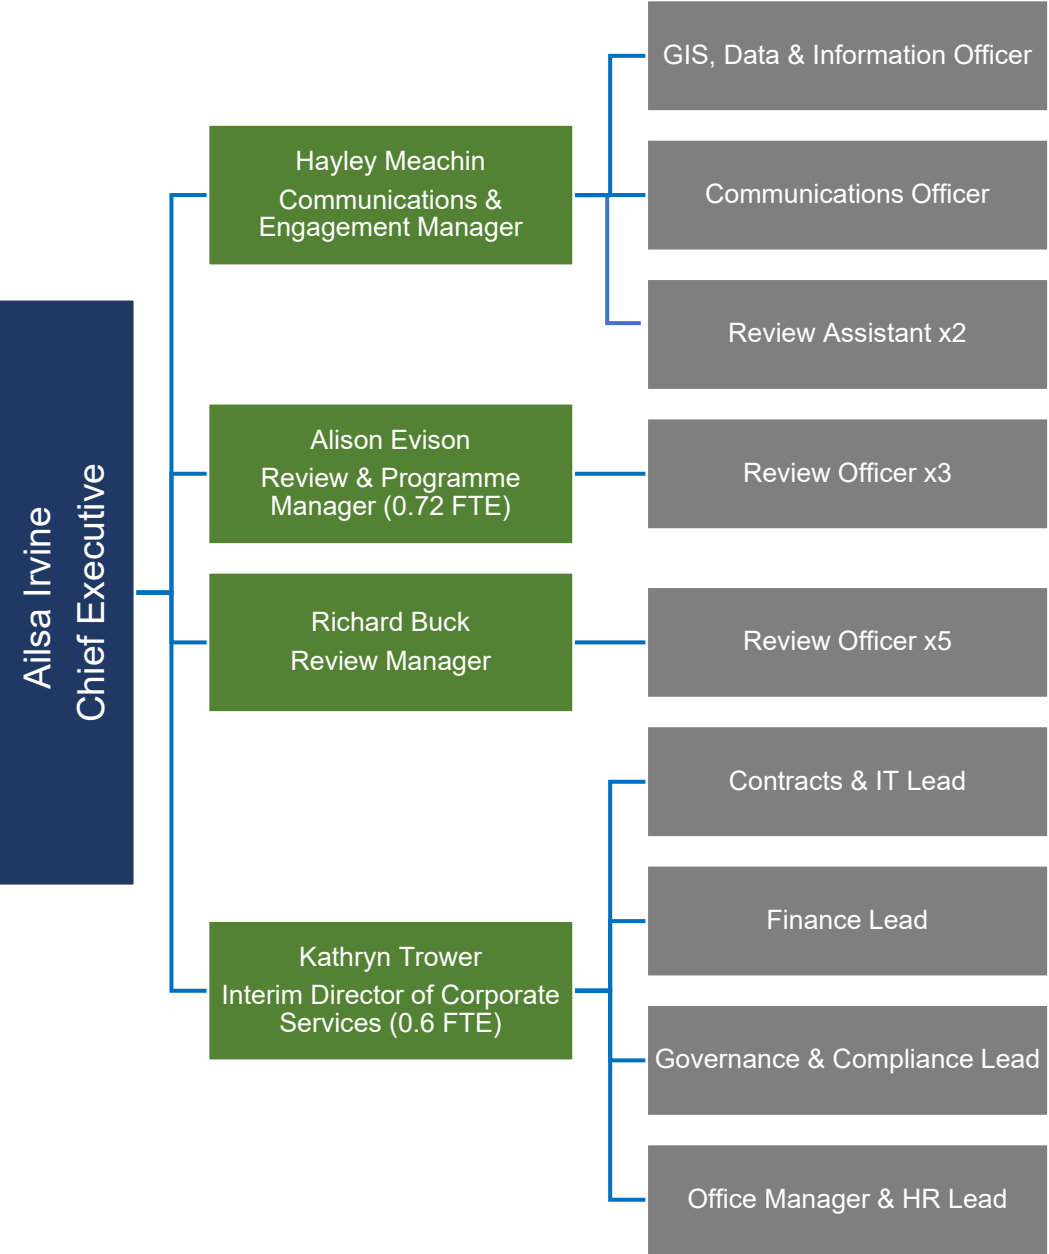 Ailsa Irvine
Chief Executive
Hayley Meachin
Communications &
Engagement Manager
GIS, Data & Information Officer
Communications Officer
Review Assistant x2
Alison Evison
Review & Programme
Manager (0.72 FTE)
Review Officer x3
Richard Buck
Review Manager
Review Officer x5
Kathryn Trower
Interim Director of Corporate
Services (0.6 FTE)
Contracts & IT Lead
Finance Lead
Governance & Compliance Lead
Office Manager & HR Lead